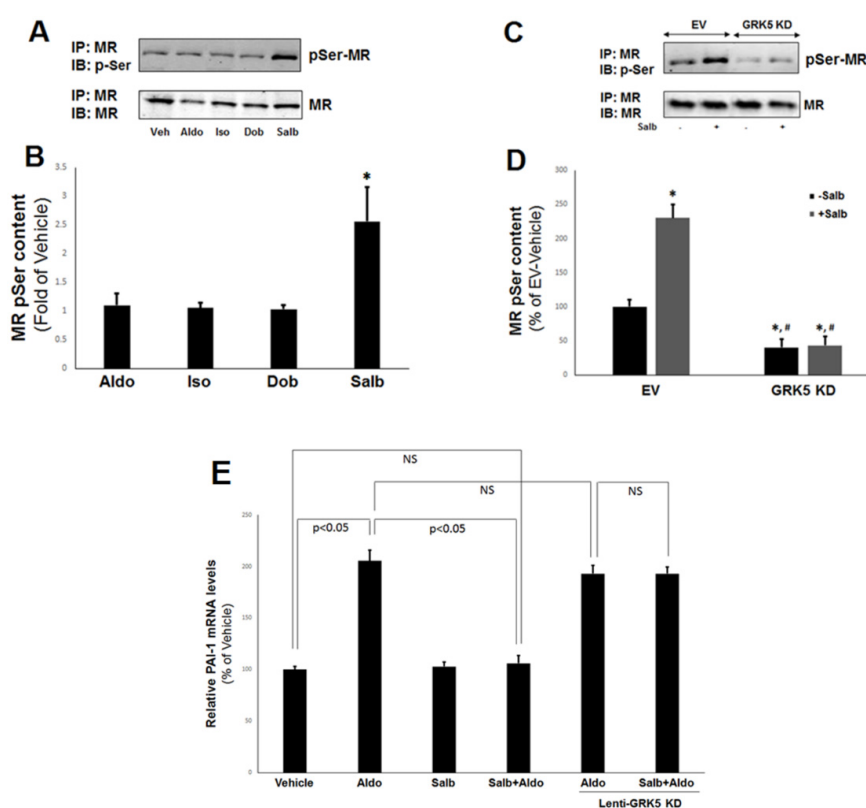 A
IP: MR
IB: p-Ser
pSer-MR
IP: MR
IB: MR
MR
Veh Aldo Iso Dob Salb
B
MR pSer content
(Fold of Vehicle)
3.5
3
2.5
2
1.5
1
0.5
0
*
Aldo Iso Dob Salb
C
EV GRK5 KD
IP: MR
IB: p-Ser
pSer-MR
IP: MR
IB: MR
MR
Salb - + - +
D
MR pSer content
(% of EV-Vehicle)
300
250
200
150
100
50
0
*
*, # *, #
-Salb
+Salb
EV GRK5 KD
E
NS
NS NS
p<0.05 p<0.05
Relative PAI-1 mRNA levels
(% of Vehicle)
250
200
150
100
50
0
Vehicle Aldo Salb Salb+Aldo Aldo Salb+Aldo
Lenti-GRK5 KD